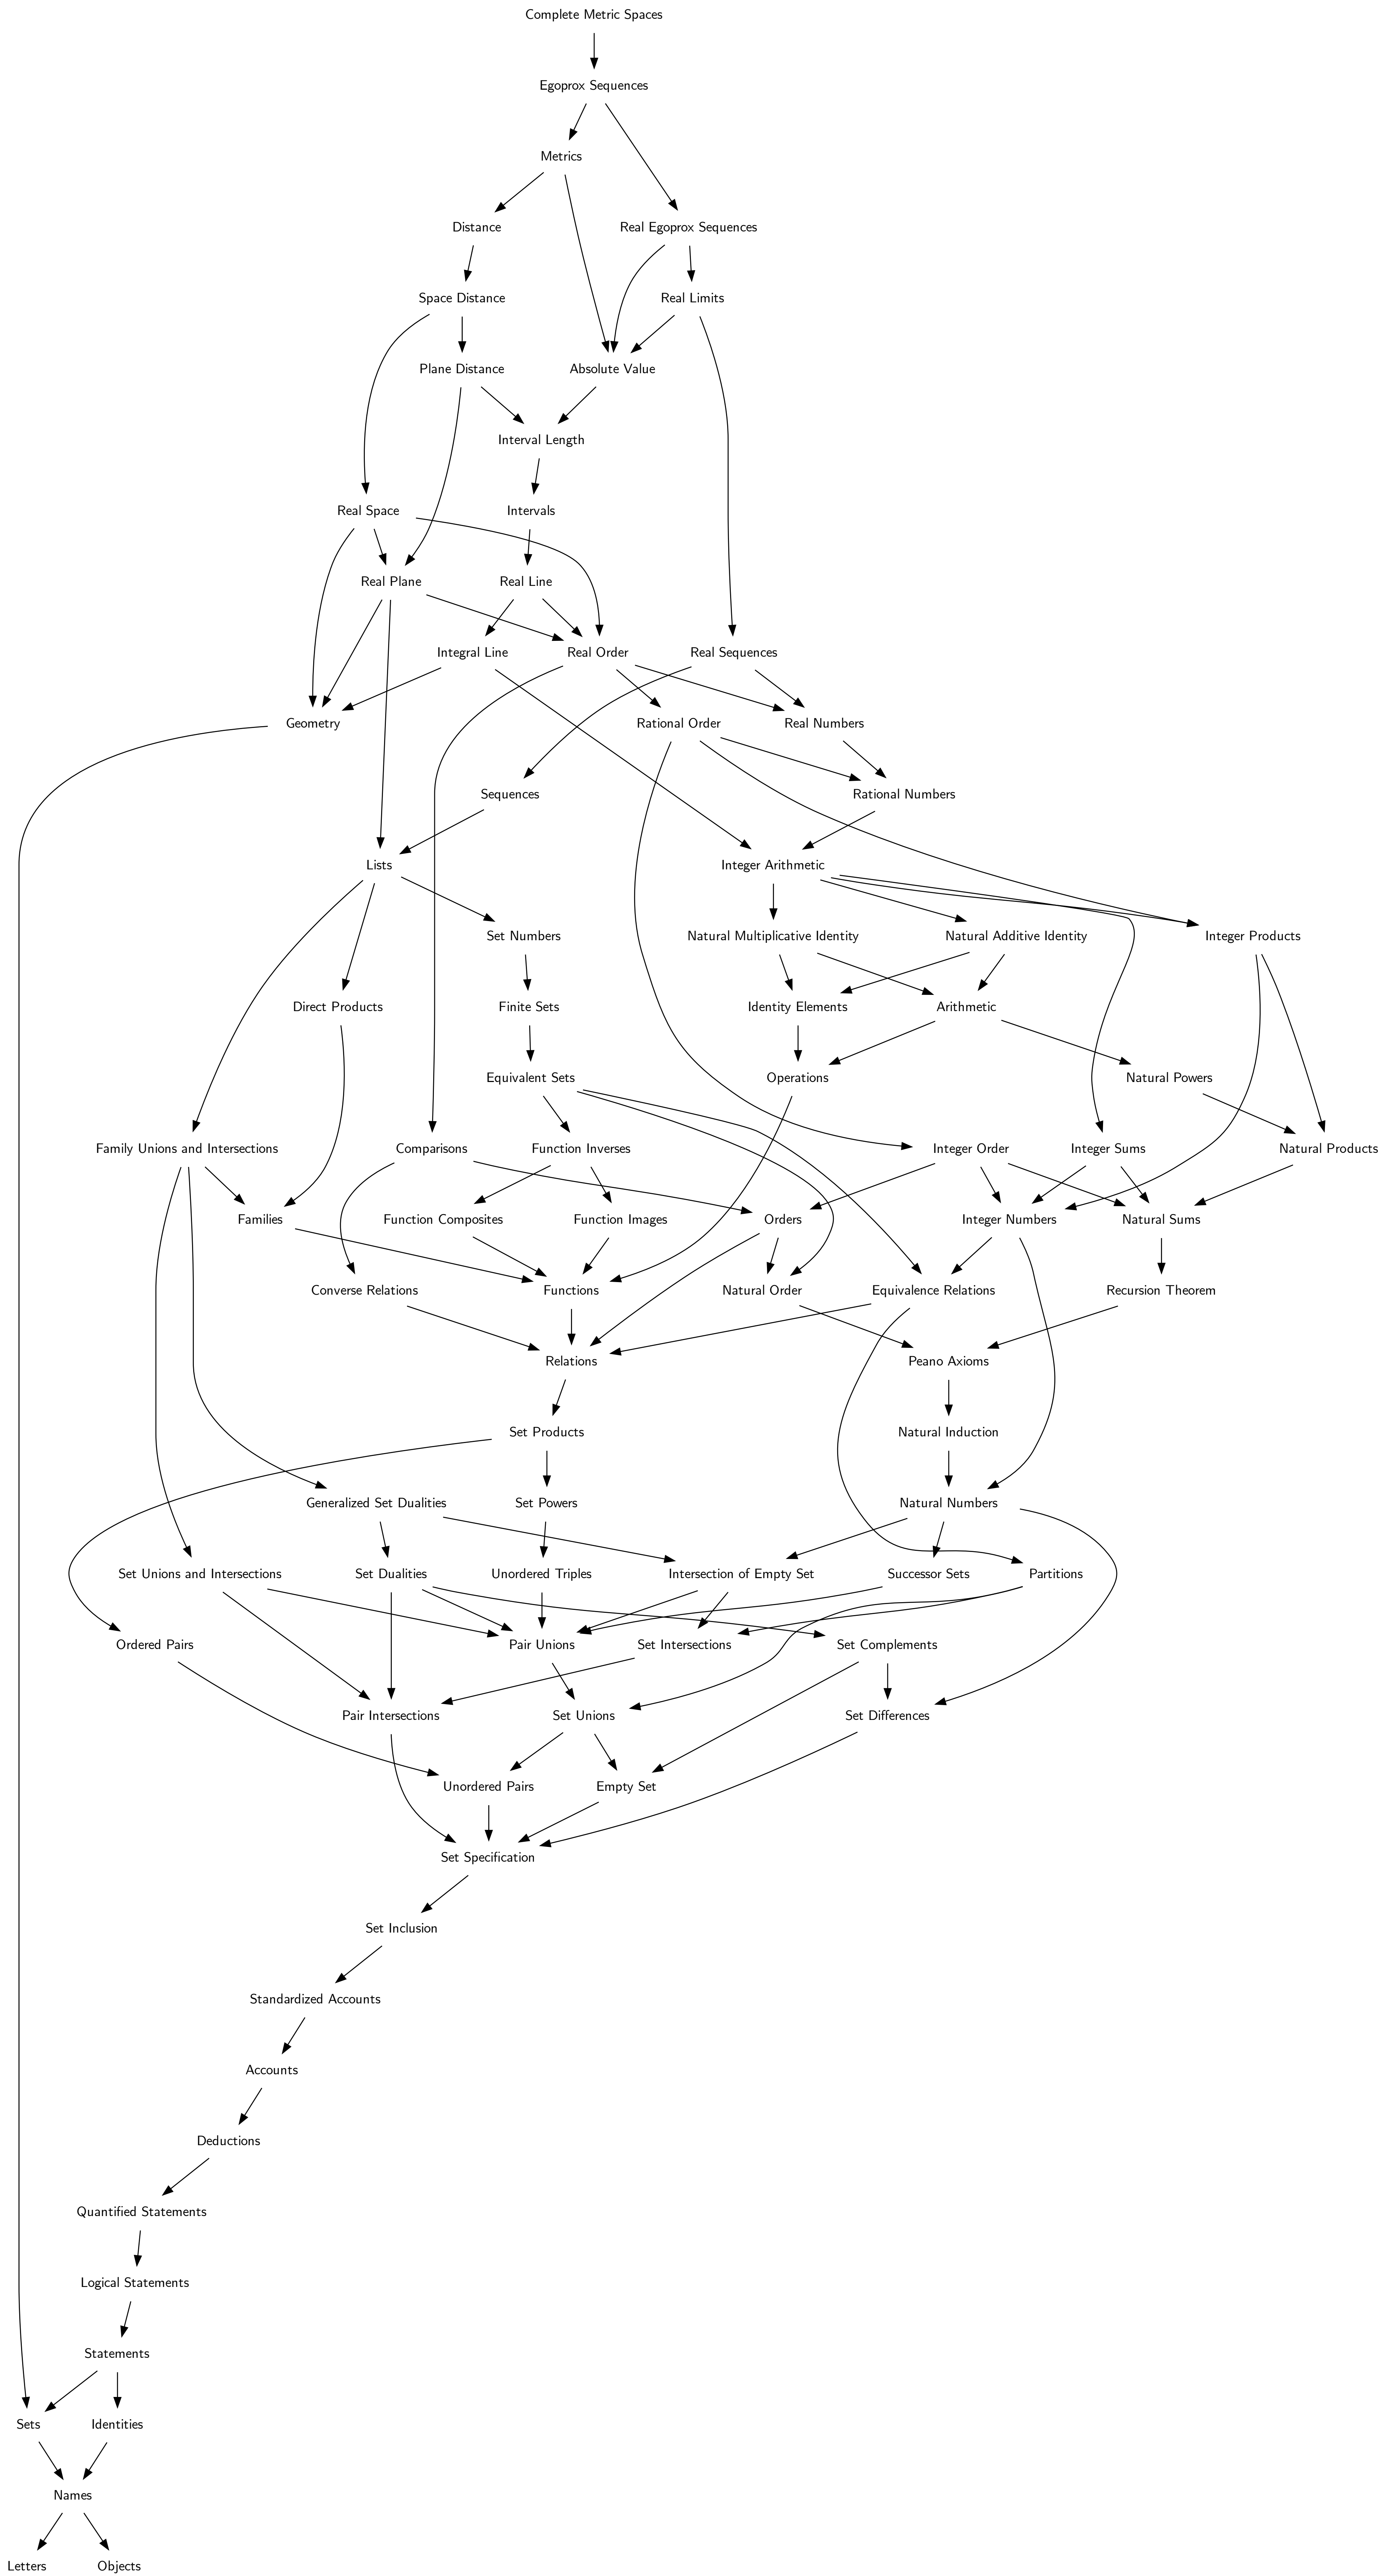 Complete Metric Spaces
Egoprox Sequences
Metrics
Distance
Real Egoprox Sequences
Space Distance
Real Limits
Plane Distance
Absolute Value
Interval Length
Real Space
Intervals
Real Plane
Real Line
Integral Line
Real Order
Real Sequences
Geometry
Rational Order
Real Numbers
Sequences
Rational Numbers
Lists
Integer Arithmetic
Set Numbers
Natural Multiplicative Identity
Natural Additive Identity
Integer Products
Direct Products
Finite Sets
Identity Elements
Arithmetic
Equivalent Sets
Operations
Natural Powers
Family Unions and Intersections
Comparisons
Function Inverses
Integer Order
Integer Sums
Natural Products
Families
Function Composites
Function Images
Orders
Integer Numbers
Natural Sums
Converse Relations
Functions
Natural Order
Equivalence Relations
Recursion Theorem
Relations
Peano Axioms
Set Products
Natural Induction
Generalized Set Dualities
Set Powers
Natural Numbers
Set Unions and Intersections
Set Dualities
Unordered Triples
Intersection of Empty Set
Successor Sets
Partitions
Ordered Pairs
Pair Unions
Set Intersections
Set Complements
Pair Intersections
Set Unions
Set Differences
Unordered Pairs
Empty Set
Set Specification
Set Inclusion
Standardized Accounts
Accounts
Deductions
Quantified Statements
Logical Statements
Statements
Sets
Identities
Names
Letters
Objects